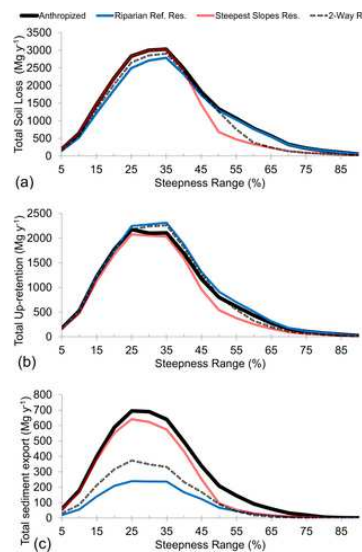 Anthropized Riparian Ref. Res. Steepest Slopes Res. 2-Way R
Total Soil Loss (Mg y⁻¹)
3500
3000
2500
2000
1500
1000
500
0
5 15 25 35 45 55 65 75 85
(a) Steepness Range (%)
Total Up-retention (Mg y⁻¹)
2500
2000
1500
1000
500
0
5 15 25 35 45 55 65 75 85
(b) Steepness Range (%)
Total sediment export (Mg y⁻¹)
800
700
600
500
400
300
200
100
0
5 15 25 35 45 55 65 75 85
(c) Steepness Range (%)